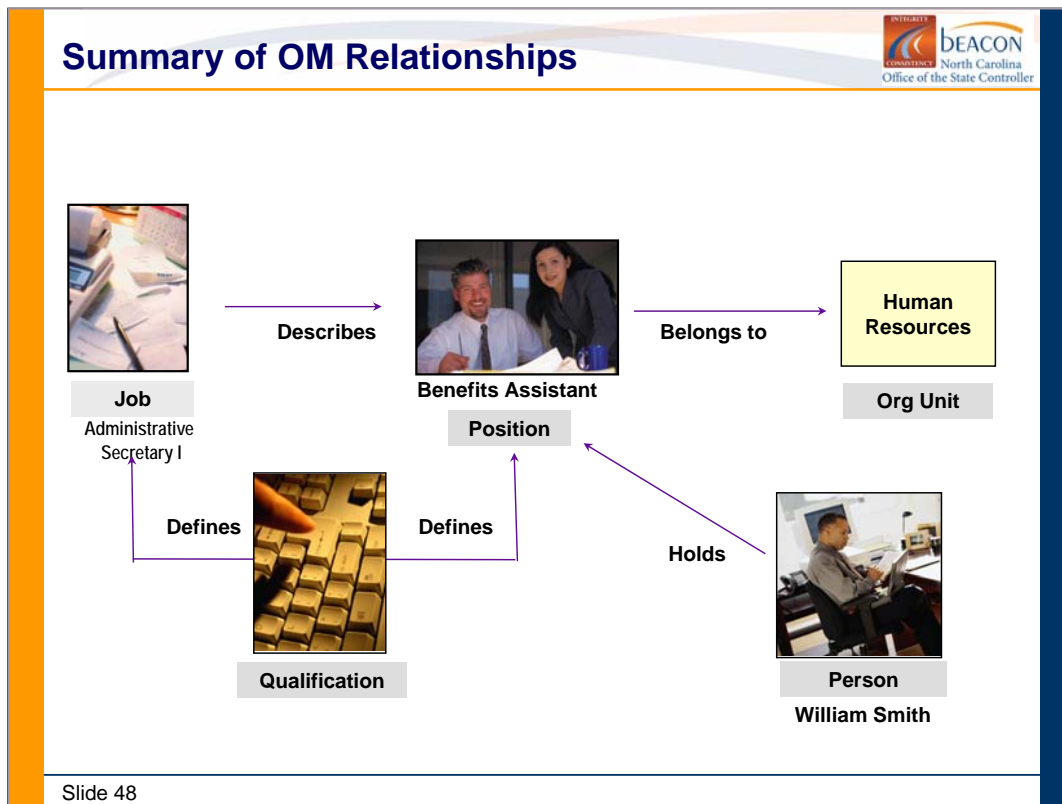 Summary of OM Relationships
INTEGRITY
CONSISTENCY
bEACON
North Carolina
Office of the State Controller
Describes
Belongs to
Human
Resources
Job
Administrative
Secretary I
Benefits Assistant
Position
Org Unit
Defines
Defines
Holds
Qualification
Person
William Smith
Slide 48